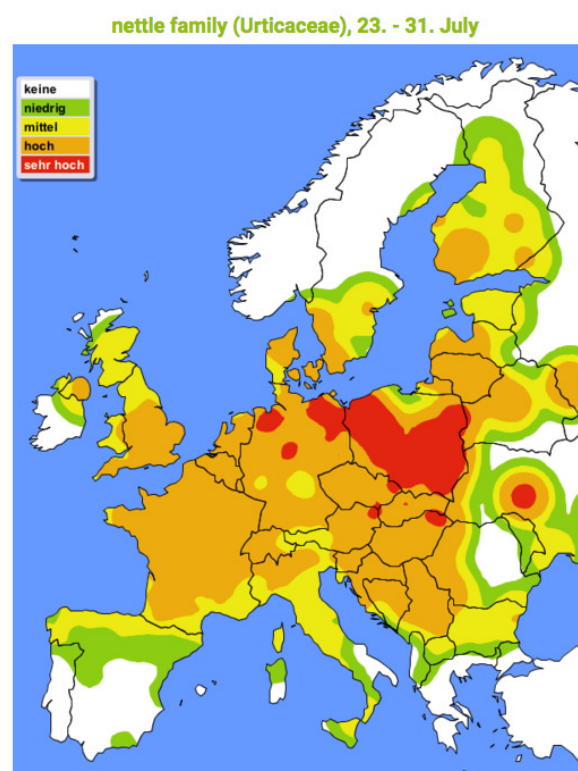 nettle family (Urticaceae), 23. - 31. July
keine
niedrig
mittel
hoch
sehr hoch